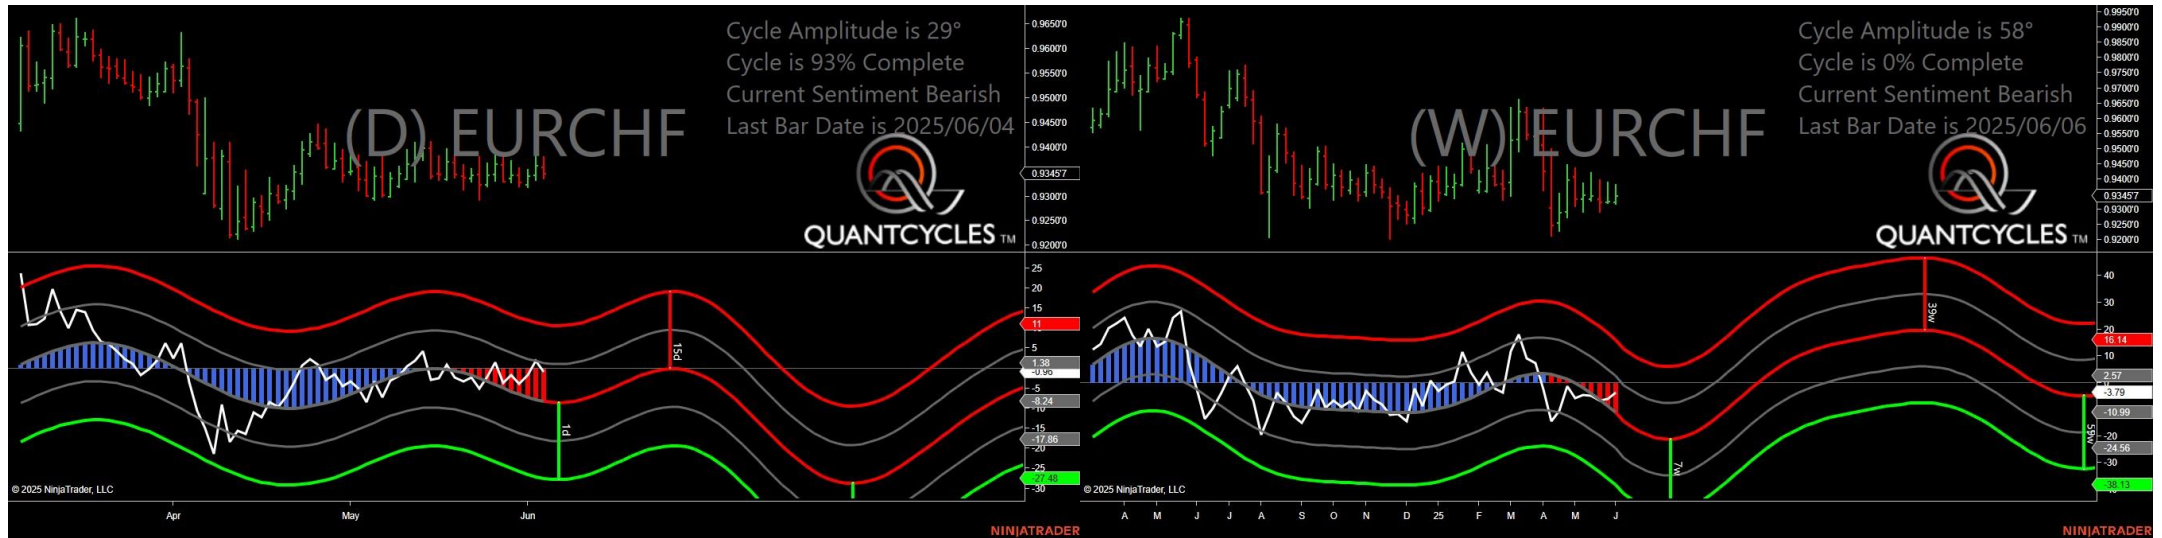 Cycle Amplitude is 29°
Cycle is 93% Complete
Current Sentiment Bearish
Last Bar Date is 2025/06/04
(D) EURCHF
QUANTCYCLES TM
0.9650'0
0.9600'0
0.9550'0
0.9500'0
0.9450'0
0.9400'0
0.93457
0.9300'0
0.9250'0
0.9200'0
25
20
15
11
5
1.38
-0.96
-5
-8.24
-10
-15
-17.86
-20
-25
-27.48
-30
15d
1d
© 2025 NinjaTrader, LLC
Apr
May
Jun
NINJATRADER
Cycle Amplitude is 58°
Cycle is 0% Complete
Current Sentiment Bearish
Last Bar Date is 2025/06/06
(W) EURCHF
QUANTCYCLES TM
0.9950'0
0.9900'0
0.9850'0
0.9800'0
0.9750'0
0.9700'0
0.9650'0
0.9600'0
0.9550'0
0.9500'0
0.9450'0
0.9400'0
0.93457
0.9300'0
0.9250'0
0.9200'0
40
30
20
16.14
10
2.57
-3.79
-10.99
-20
-24.56
-30
-38.13
39w
7w
59w
© 2025 NinjaTrader, LLC
A M J J A S O N D 25 F M A M J
NINJATRADER